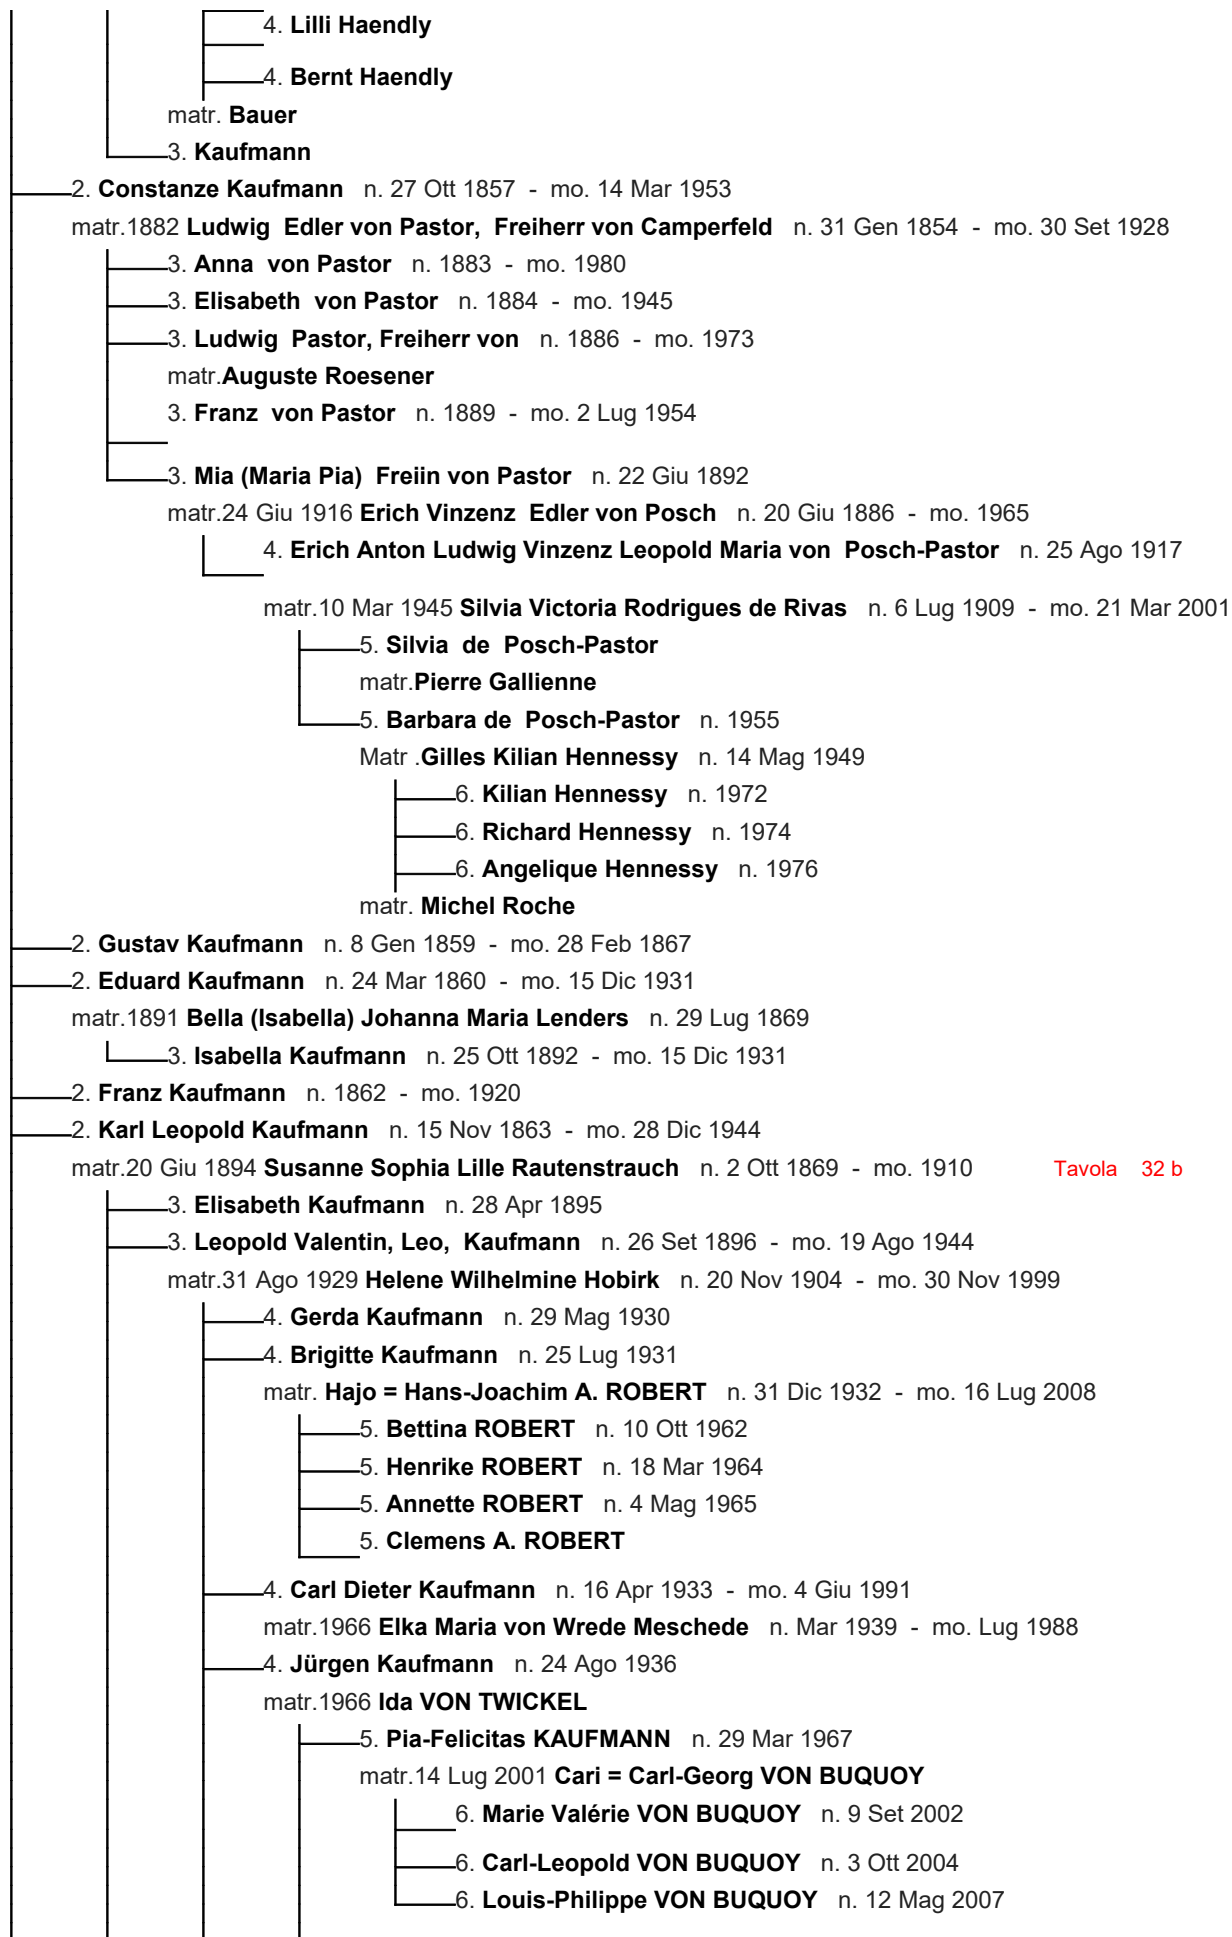 4. Lilli Haendly
4. Bernt Haendly
matr. Bauer
3. Kaufmann
2. Constanze Kaufmann n. 27 Ott 1857 - mo. 14 Mar 1953
matr.1882 Ludwig Edler von Pastor, Freiherr von Camperfeld n. 31 Gen 1854 - mo. 30 Set 1928
3. Anna von Pastor n. 1883 - mo. 1980
3. Elisabeth von Pastor n. 1884 - mo. 1945
3. Ludwig Pastor, Freiherr von n. 1886 - mo. 1973
matr.Auguste Roesener
3. Franz von Pastor n. 1889 - mo. 2 Lug 1954
3. Mia (Maria Pia) Freiin von Pastor n. 22 Giu 1892
matr.24 Giu 1916 Erich Vinzenz Edler von Posch n. 20 Giu 1886 - mo. 1965
4. Erich Anton Ludwig Vinzenz Leopold Maria von Posch-Pastor n. 25 Ago 1917
matr.10 Mar 1945 Silvia Victoria Rodrigues de Rivas n. 6 Lug 1909 - mo. 21 Mar 2001
5. Silvia de Posch-Pastor
matr.Pierre Gallienne
5. Barbara de Posch-Pastor n. 1955
Matr .Gilles Kilian Hennessy n. 14 Mag 1949
6. Kilian Hennessy n. 1972
6. Richard Hennessy n. 1974
6. Angelique Hennessy n. 1976
matr. Michel Roche
2. Gustav Kaufmann n. 8 Gen 1859 - mo. 28 Feb 1867
2. Eduard Kaufmann n. 24 Mar 1860 - mo. 15 Dic 1931
matr.1891 Bella (Isabella) Johanna Maria Lenders n. 29 Lug 1869
3. Isabella Kaufmann n. 25 Ott 1892 - mo. 15 Dic 1931
2. Franz Kaufmann n. 1862 - mo. 1920
2. Karl Leopold Kaufmann n. 15 Nov 1863 - mo. 28 Dic 1944
matr.20 Giu 1894 Susanne Sophia Lille Rautenstrauch n. 2 Ott 1869 - mo. 1910 Tavola 32 b
3. Elisabeth Kaufmann n. 28 Apr 1895
3. Leopold Valentin, Leo, Kaufmann n. 26 Set 1896 - mo. 19 Ago 1944
matr.31 Ago 1929 Helene Wilhelmine Hobirk n. 20 Nov 1904 - mo. 30 Nov 1999
4. Gerda Kaufmann n. 29 Mag 1930
4. Brigitte Kaufmann n. 25 Lug 1931
matr. Hajo = Hans-Joachim A. ROBERT n. 31 Dic 1932 - mo. 16 Lug 2008
5. Bettina ROBERT n. 10 Ott 1962
5. Henrike ROBERT n. 18 Mar 1964
5. Annette ROBERT n. 4 Mag 1965
5. Clemens A. ROBERT
4. Carl Dieter Kaufmann n. 16 Apr 1933 - mo. 4 Giu 1991
matr.1966 Elka Maria von Wrede Meschede n. Mar 1939 - mo. Lug 1988
4. Jürgen Kaufmann n. 24 Ago 1936
matr.1966 Ida VON TWICKEL
5. Pia-Felicitas KAUFMANN n. 29 Mar 1967
matr.14 Lug 2001 Cari = Carl-Georg VON BUQUOY
6. Marie Valérie VON BUQUOY n. 9 Set 2002
6. Carl-Leopold VON BUQUOY n. 3 Ott 2004
6. Louis-Philippe VON BUQUOY n. 12 Mag 2007